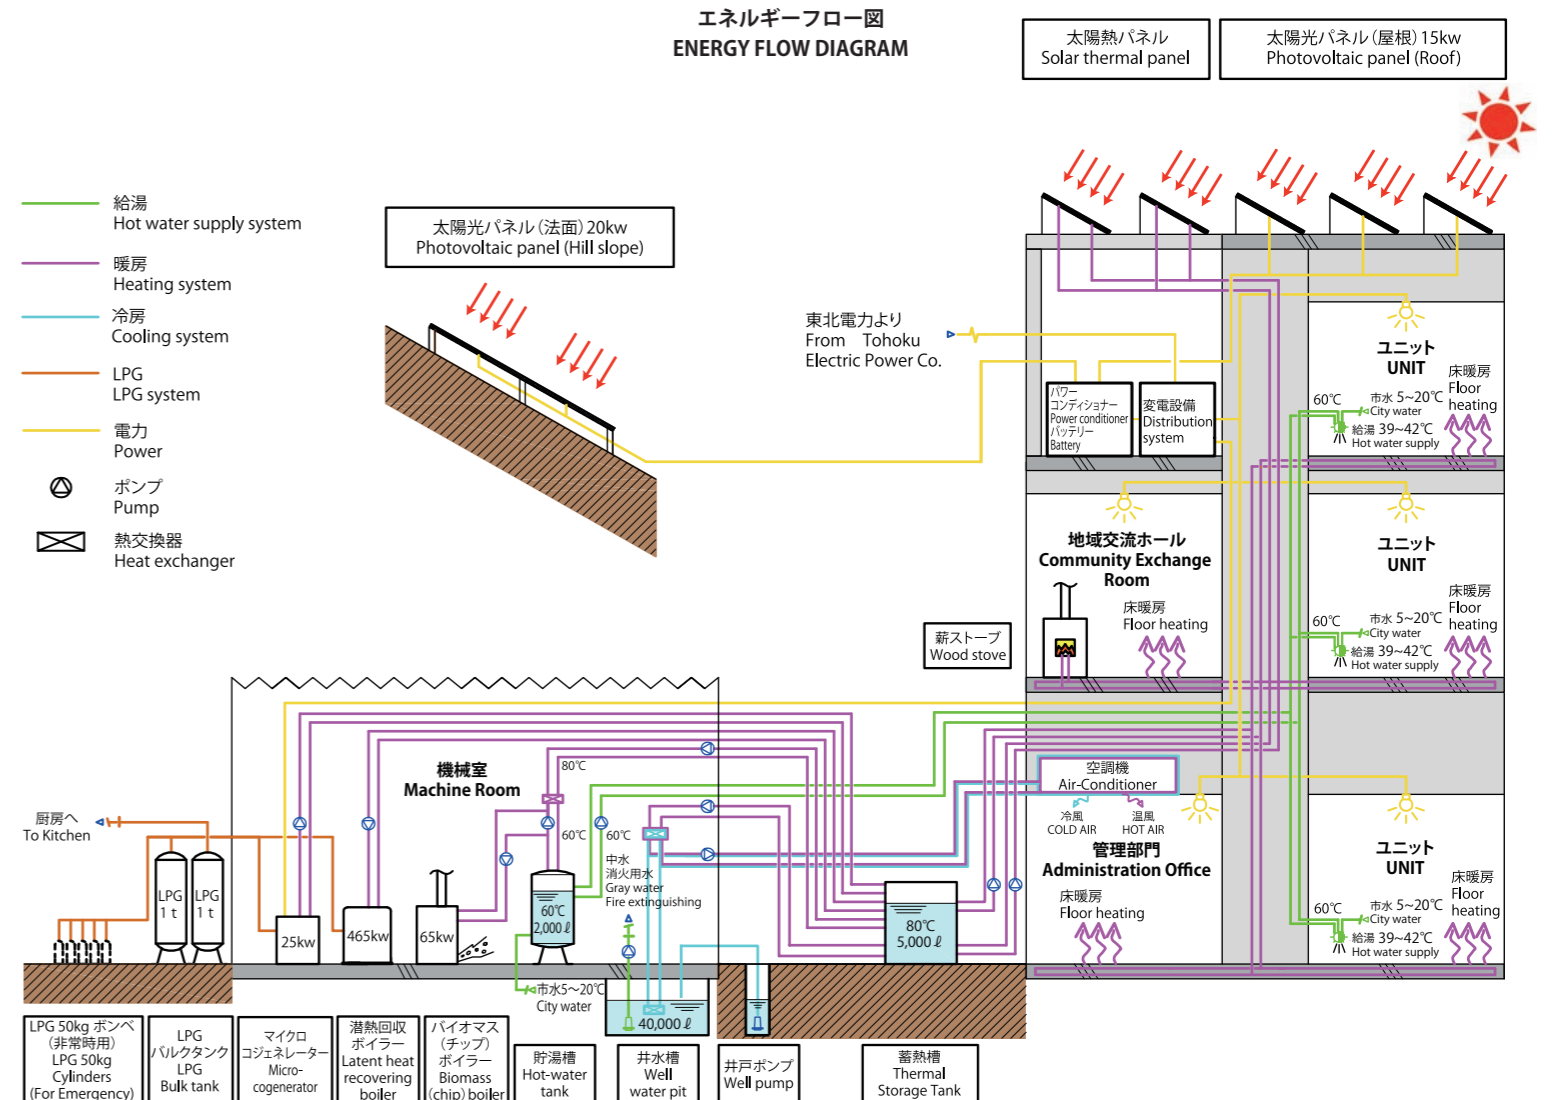 エネルギーフロー図
ENERGY FLOW DIAGRAM
太陽熱パネル
Solar thermal panel
太陽光パネル（屋根）15kw
Photovoltaic panel (Roof)
給湯
Hot water supply system
暖房
Heating system
冷房
Cooling system
LPG
LPG system
電力
Power
ポンプ
Pump
熱交換器
Heat exchanger
太陽光パネル（法面）20kw
Photovoltaic panel (Hill slope)
東北電力より
From Tohoku
Electric Power Co.
パワー
コンディショナー
Power conditioner
バッテリー
Battery
変電設備
Distribution
system
ユニット
UNIT
床暖房
Floor
heating
60℃
市水 5~20℃
City water
給湯 39~42℃
Hot water supply
地域交流ホール
Community Exchange
Room
床暖房
Floor heating
薪ストーブ
Wood stove
ユニット
UNIT
床暖房
Floor
heating
60℃
市水 5~20℃
City water
給湯 39~42℃
Hot water supply
空調機
Air-Conditioner
冷風
COLD AIR
温風
HOT AIR
管理部門
Administration Office
床暖房
Floor heating
ユニット
UNIT
床暖房
Floor
heating
60℃
市水 5~20℃
City water
給湯 39~42℃
Hot water supply
機械室
Machine Room
80℃
60℃
60℃
中水
消火用水
Gray water
Fire extinguishing
厨房へ
To Kitchen
LPG
1 t
LPG
1 t
25kw
465kw
65kw
60℃
2,000 ℓ
80℃
5,000 ℓ
市水5~20℃
City water
40,000 ℓ
LPG 50kg ボンベ
（非常時用）
LPG 50kg
Cylinders
(For Emergency)
LPG
バルクタンク
LPG
Bulk tank
マイクロ
コジェネレーター
Micro-
cogenerator
潜熱回収
ボイラー
Latent heat
recovering
boiler
バイオマス
（チップ）
ボイラー
Biomass
(chip) boiler
貯湯槽
Hot-water
tank
井水槽
Well
water pit
井戸ポンプ
Well pump
蓄熱槽
Thermal
Storage Tank